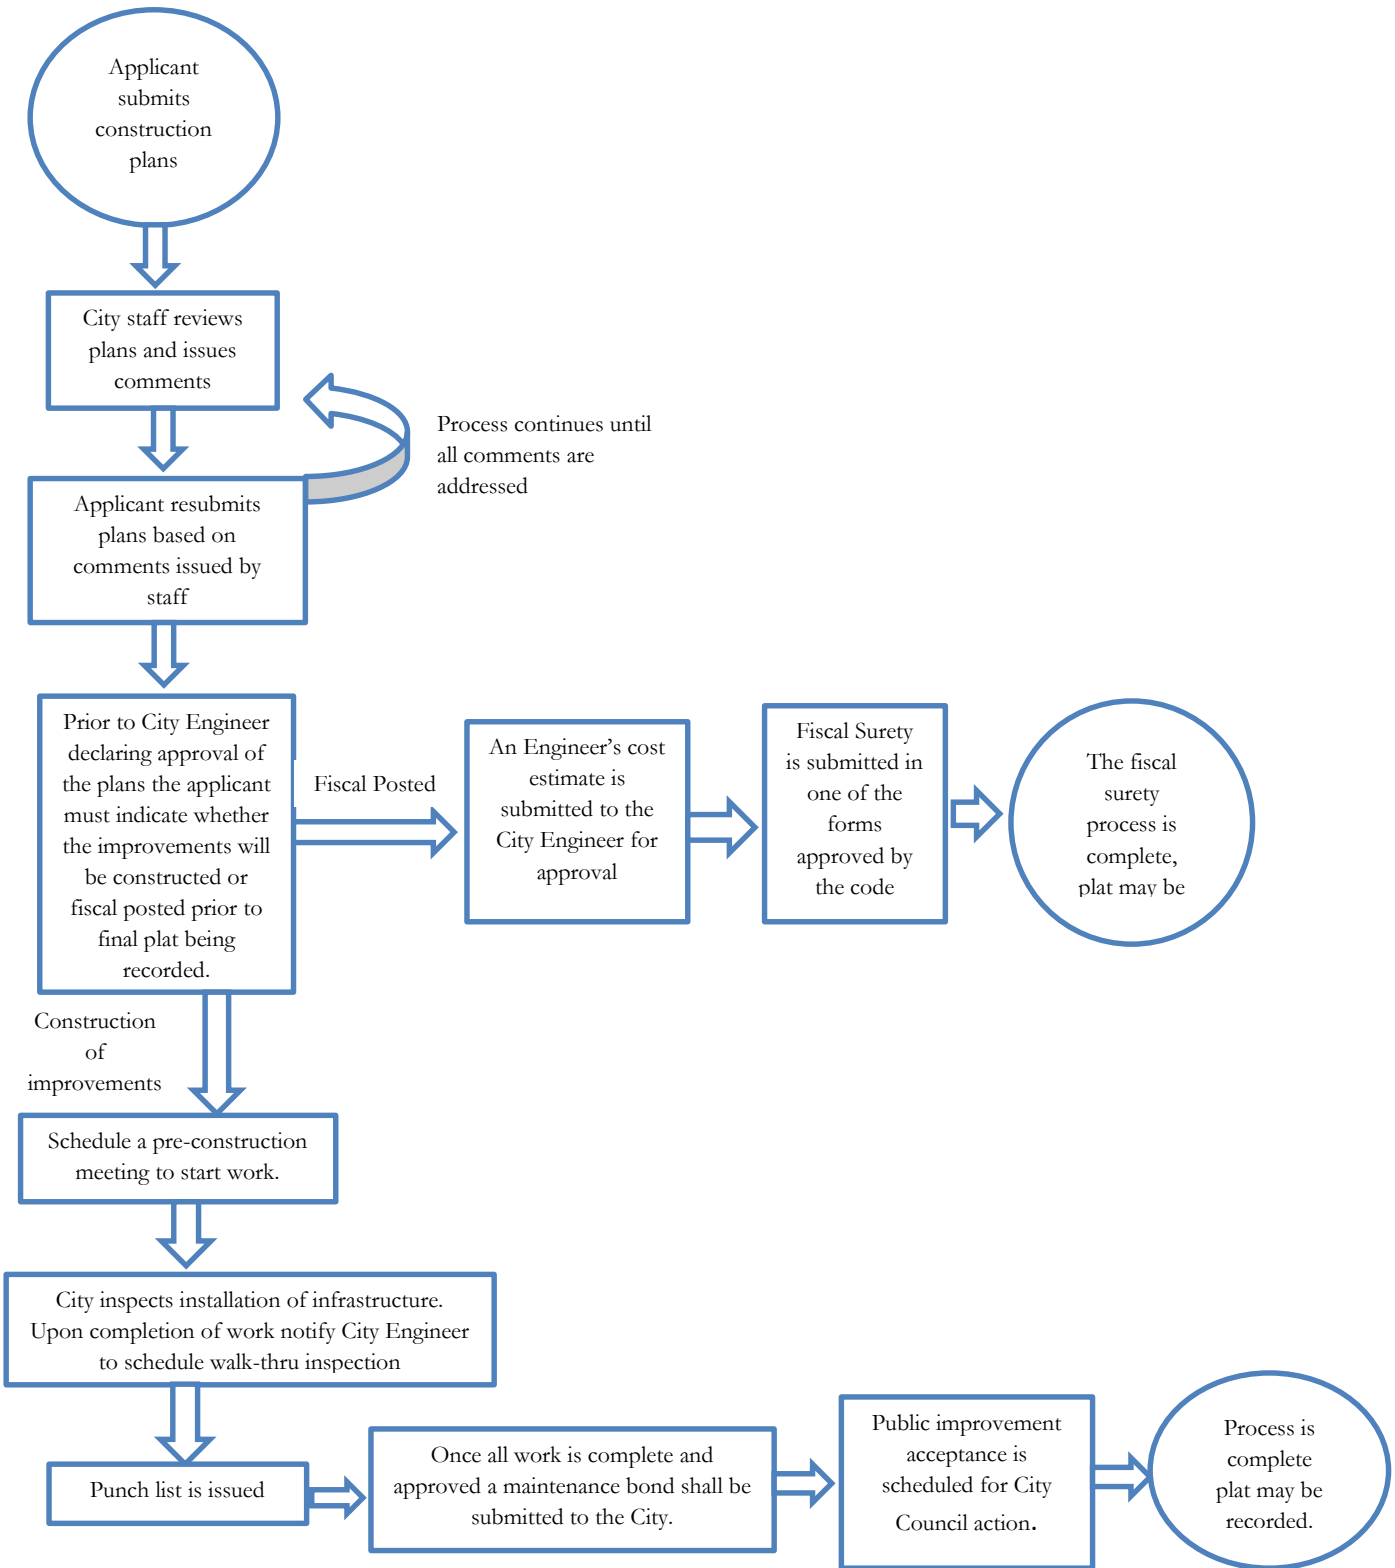 Applicant
submits
construction
plans
City staff reviews
plans and issues
comments
Process continues until
all comments are
addressed
Applicant resubmits
plans based on
comments issued by
staff
Prior to City Engineer
declaring approval of
the plans the applicant
must indicate whether
the improvements will
be constructed or
fiscal posted prior to
final plat being
recorded.
Fiscal Posted
An Engineer's cost
estimate is
submitted to the
City Engineer for
approval
Fiscal Surety
is submitted in
one of the
forms
approved by
the code
The fiscal
surety
process is
complete,
plat may be
Construction
of
improvements
Schedule a pre-construction
meeting to start work.
City inspects installation of infrastructure.
Upon completion of work notify City Engineer
to schedule walk-thru inspection
Punch list is issued
Once all work is complete and
approved a maintenance bond shall be
submitted to the City.
Public improvement
acceptance is
scheduled for City
Council action.
Process is
complete
plat may be
recorded.